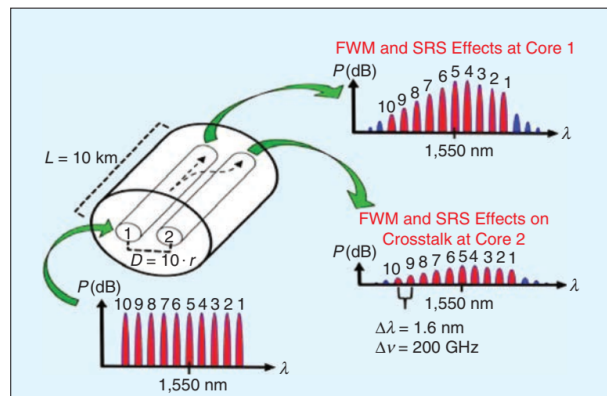 FWM and SRS Effects at Core 1
P(dB)
10 9 8 7 6 5 4 3 2 1
λ
1,550 nm
L = 10 km
1 2
D = 10 · r
FWM and SRS Effects on
Crosstalk at Core 2
P(dB)
10 9 8 7 6 5 4 3 2 1
λ
1,550 nm
Δλ = 1.6 nm
Δν = 200 GHz
P(dB)
10 9 8 7 6 5 4 3 2 1
λ
1,550 nm